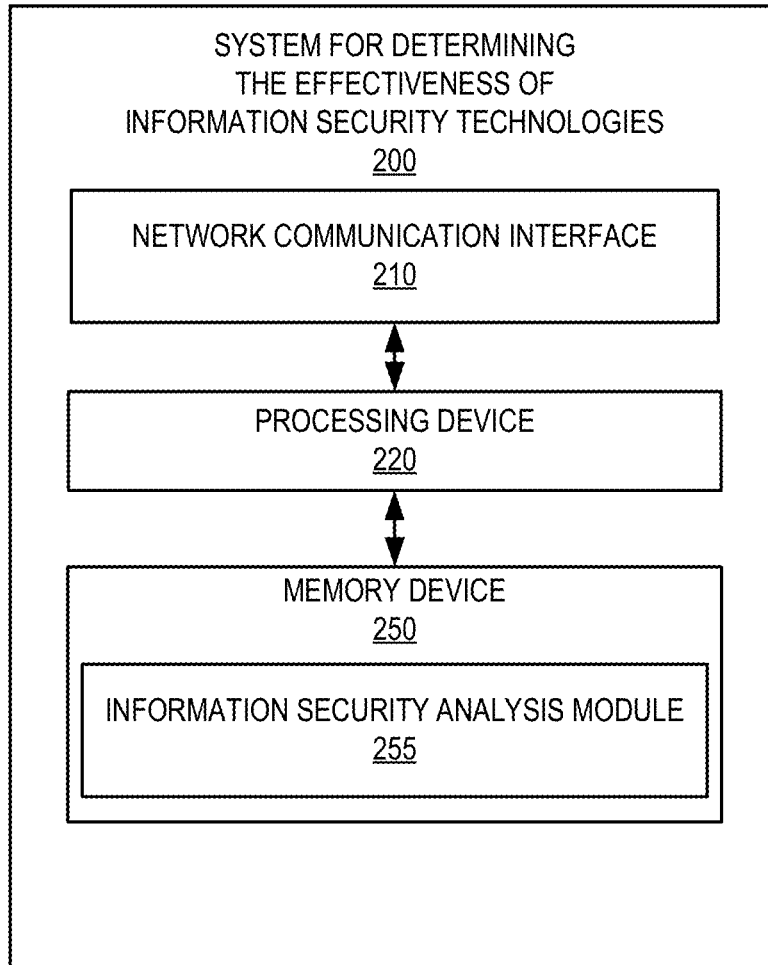 SYSTEM FOR DETERMINING
THE EFFECTIVENESS OF
INFORMATION SECURITY TECHNOLOGIES
200
NETWORK COMMUNICATION INTERFACE
210
PROCESSING DEVICE
220
MEMORY DEVICE
250
INFORMATION SECURITY ANALYSIS MODULE
255